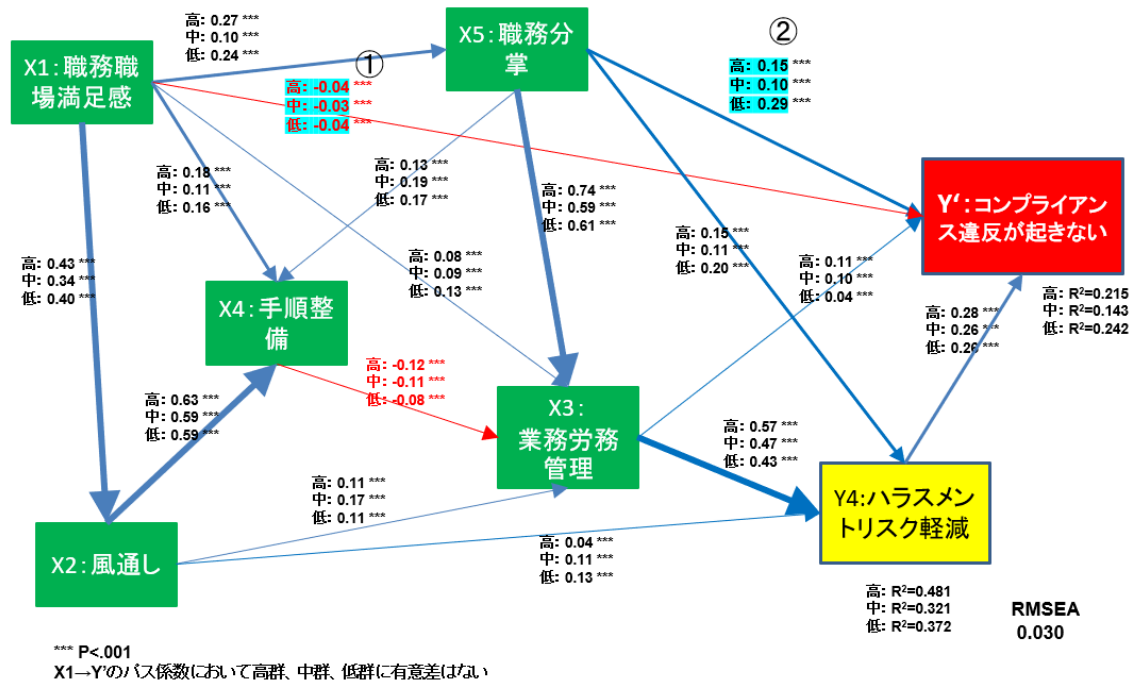 高: 0.27 ***
中: 0.10 ***
低: 0.24 ***
X1:職務職
場満足感
X5:職務分
掌
①
②
高: -0.04 ***
中: -0.03 ***
低: -0.04 ***
高: 0.15 ***
中: 0.10 ***
低: 0.29 ***
高: 0.18 ***
中: 0.11 ***
低: 0.16 ***
高: 0.13 ***
中: 0.19 ***
低: 0.17 ***
高: 0.74 ***
中: 0.59 ***
低: 0.61 ***
Y‘:コンプライアン
ス違反が起きない
高: 0.43 ***
中: 0.34 ***
低: 0.40 ***
高: 0.08 ***
中: 0.09 ***
低: 0.13 ***
高: 0.15 ***
中: 0.11 ***
低: 0.20 ***
高: 0.11 ***
中: 0.10 ***
低: 0.04 ***
X4:手順整
備
高: 0.28 ***
中: 0.26 ***
低: 0.26 ***
高: R²=0.215
中: R²=0.143
低: R²=0.242
高: -0.12 ***
中: -0.11 ***
低: -0.08 ***
高: 0.63 ***
中: 0.59 ***
低: 0.59 ***
X3:
業務労務
管理
高: 0.57 ***
中: 0.47 ***
低: 0.43 ***
Y4:ハラスメン
トリスク軽減
高: 0.11 ***
中: 0.17 ***
低: 0.11 ***
X2:風通し
高: 0.04 ***
中: 0.11 ***
低: 0.13 ***
高: R²=0.481
中: R²=0.321
低: R²=0.372
RMSEA
0.030
*** P<.001
X1→Y'のパス係数において高群、中群、低群に有意差はない